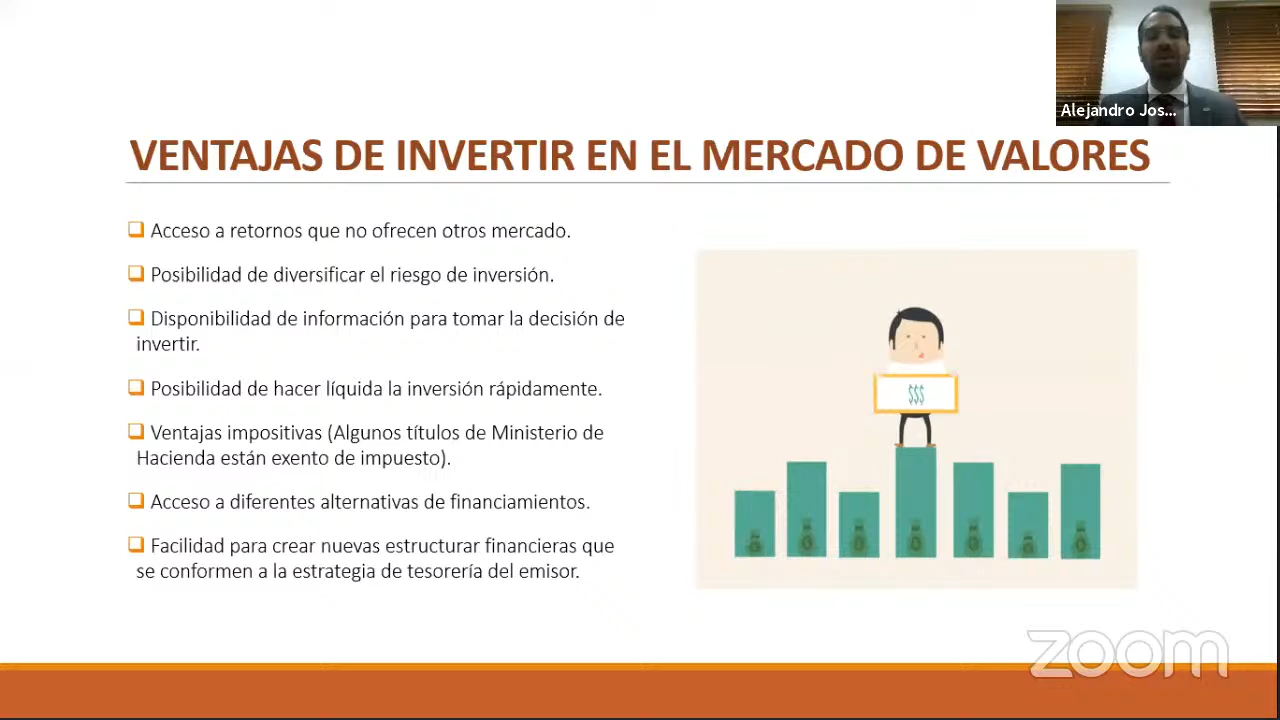 Alejandro Jos...
VENTAJAS DE INVERTIR EN EL MERCADO DE VALORES
Acceso a retornos que no ofrecen otros mercado.
Posibilidad de diversificar el riesgo de inversión.
Disponibilidad de información para tomar la decisión de
invertir.
Posibilidad de hacer líquida la inversión rápidamente.
Ventajas impositivas (Algunos títulos de Ministerio de
Hacienda están exento de impuesto).
Acceso a diferentes alternativas de financiamientos.
Facilidad para crear nuevas estructurar financieras que
se conformen a la estrategia de tesorería del emisor.
$$$
zoom